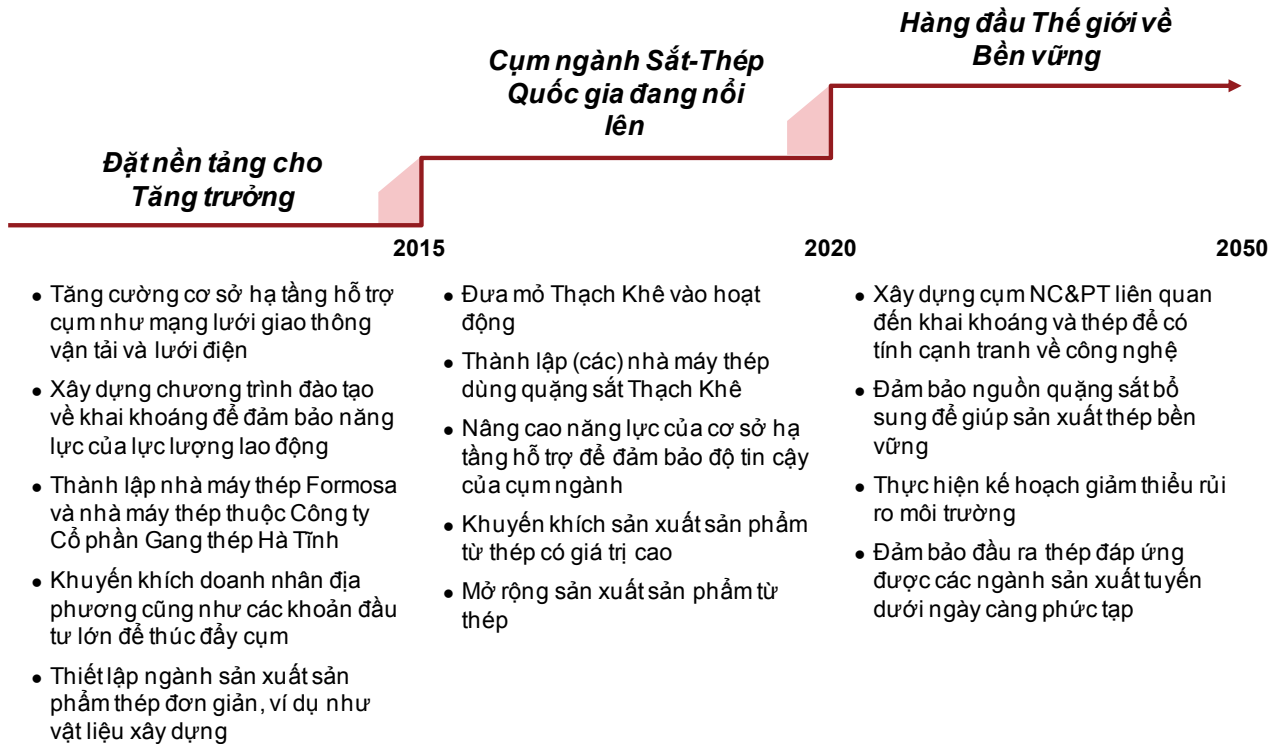 Hàng đầu Thế giới về
Bền vững
Cụm ngành Sắt-Thép
Quốc gia đang nổi
lên
Đặt nền tảng cho
Tăng trưởng
2015
2020
2050
● Tăng cường cơ sở hạ tầng hỗ trợ
cụm như mạng lưới giao thông
vận tải và lưới điện
● Xây dựng chương trình đào tạo
về khai khoáng để đảm bảo năng
lực của lực lượng lao động
● Thành lập nhà máy thép Formosa
và nhà máy thép thuộc Công ty
Cổ phần Gang thép Hà Tĩnh
● Khuyến khích doanh nhân địa
phương cũng như các khoản đầu
tư lớn để thúc đẩy cụm
● Thiết lập ngành sản xuất sản
phẩm thép đơn giản, ví dụ như
vật liệu xây dựng
● Đưa mỏ Thạch Khê vào hoạt
động
● Thành lập (các) nhà máy thép
dùng quặng sắt Thạch Khê
● Nâng cao năng lực của cơ sở hạ
tầng hỗ trợ để đảm bảo độ tin cậy
của cụm ngành
● Khuyến khích sản xuất sản phẩm
từ thép có giá trị cao
● Mở rộng sản xuất sản phẩm từ
thép
● Xây dựng cụm NC&PT liên quan
đến khai khoáng và thép để có
tính cạnh tranh về công nghệ
● Đảm bảo nguồn quặng sắt bổ
sung để giúp sản xuất thép bền
vững
● Thực hiện kế hoạch giảm thiểu rủi
ro môi trường
● Đảm bảo đầu ra thép đáp ứng
được các ngành sản xuất tuyến
dưới ngày càng phức tạp